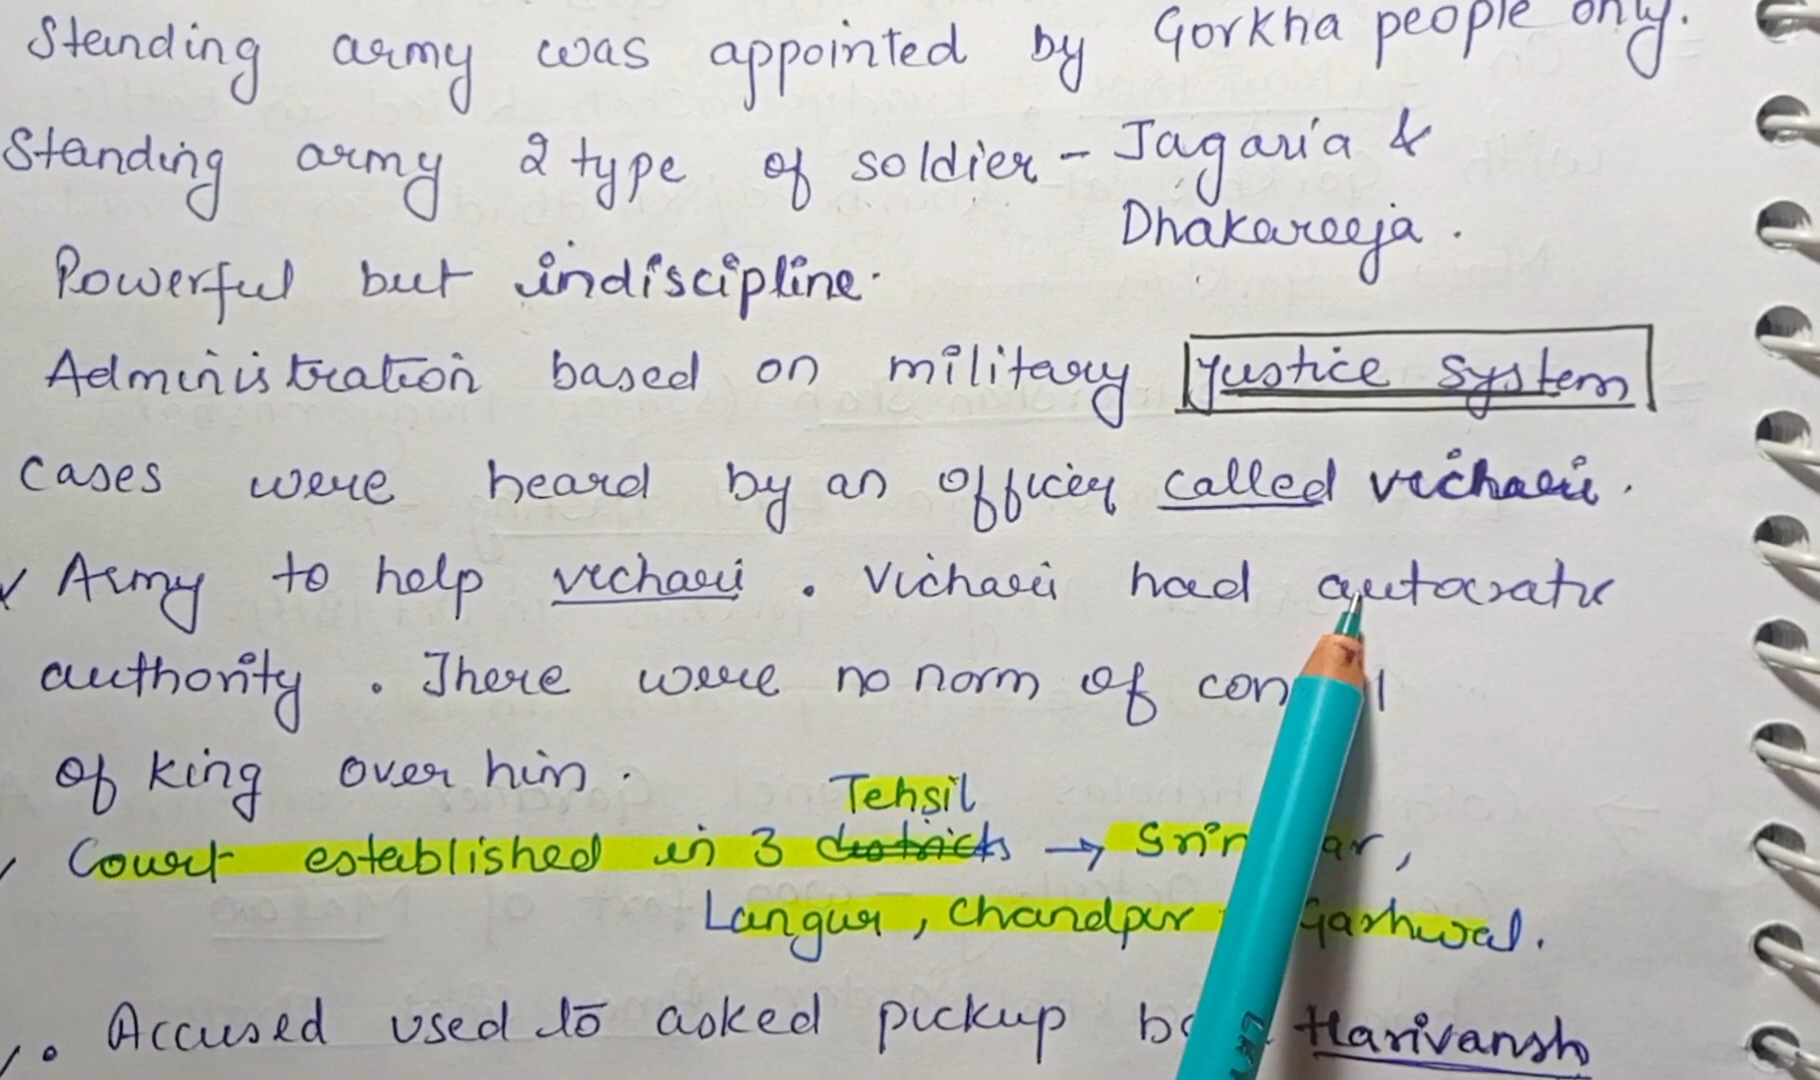 Standing army was appointed by Gorkha people only.
Standing army 2 type of soldier - Jagaria &
Dhakareeja.
Powerful but indiscipline.
Administration based on military justice system
Cases were heard by an officer called vichari.
Army to help vichari. Vichari had autocratic
authority. There were no norm of
of king over him.
Tehsil
Court established in 3 districts →
Langur, Chandpur Garhwal.
Accused used to asked pickup Harivansh